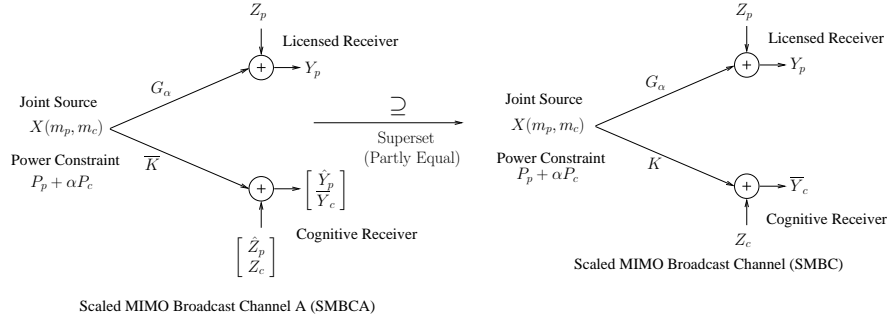 Z_p
Licensed Receiver
+
Y_p
G_α
Joint Source
X(m_p, m_c)
Power Constraint
P_p + αP_c
K̅
+
[ Ŷ_p
Y̅_c ]
Cognitive Receiver
[ Ẑ_p
Z_c ]
Scaled MIMO Broadcast Channel A (SMBCA)
⊇
Superset
(Partly Equal)
Z_p
Licensed Receiver
+
Y_p
G_α
Joint Source
X(m_p, m_c)
Power Constraint
P_p + αP_c
K
+
Y̅_c
Cognitive Receiver
Z_c
Scaled MIMO Broadcast Channel (SMBC)